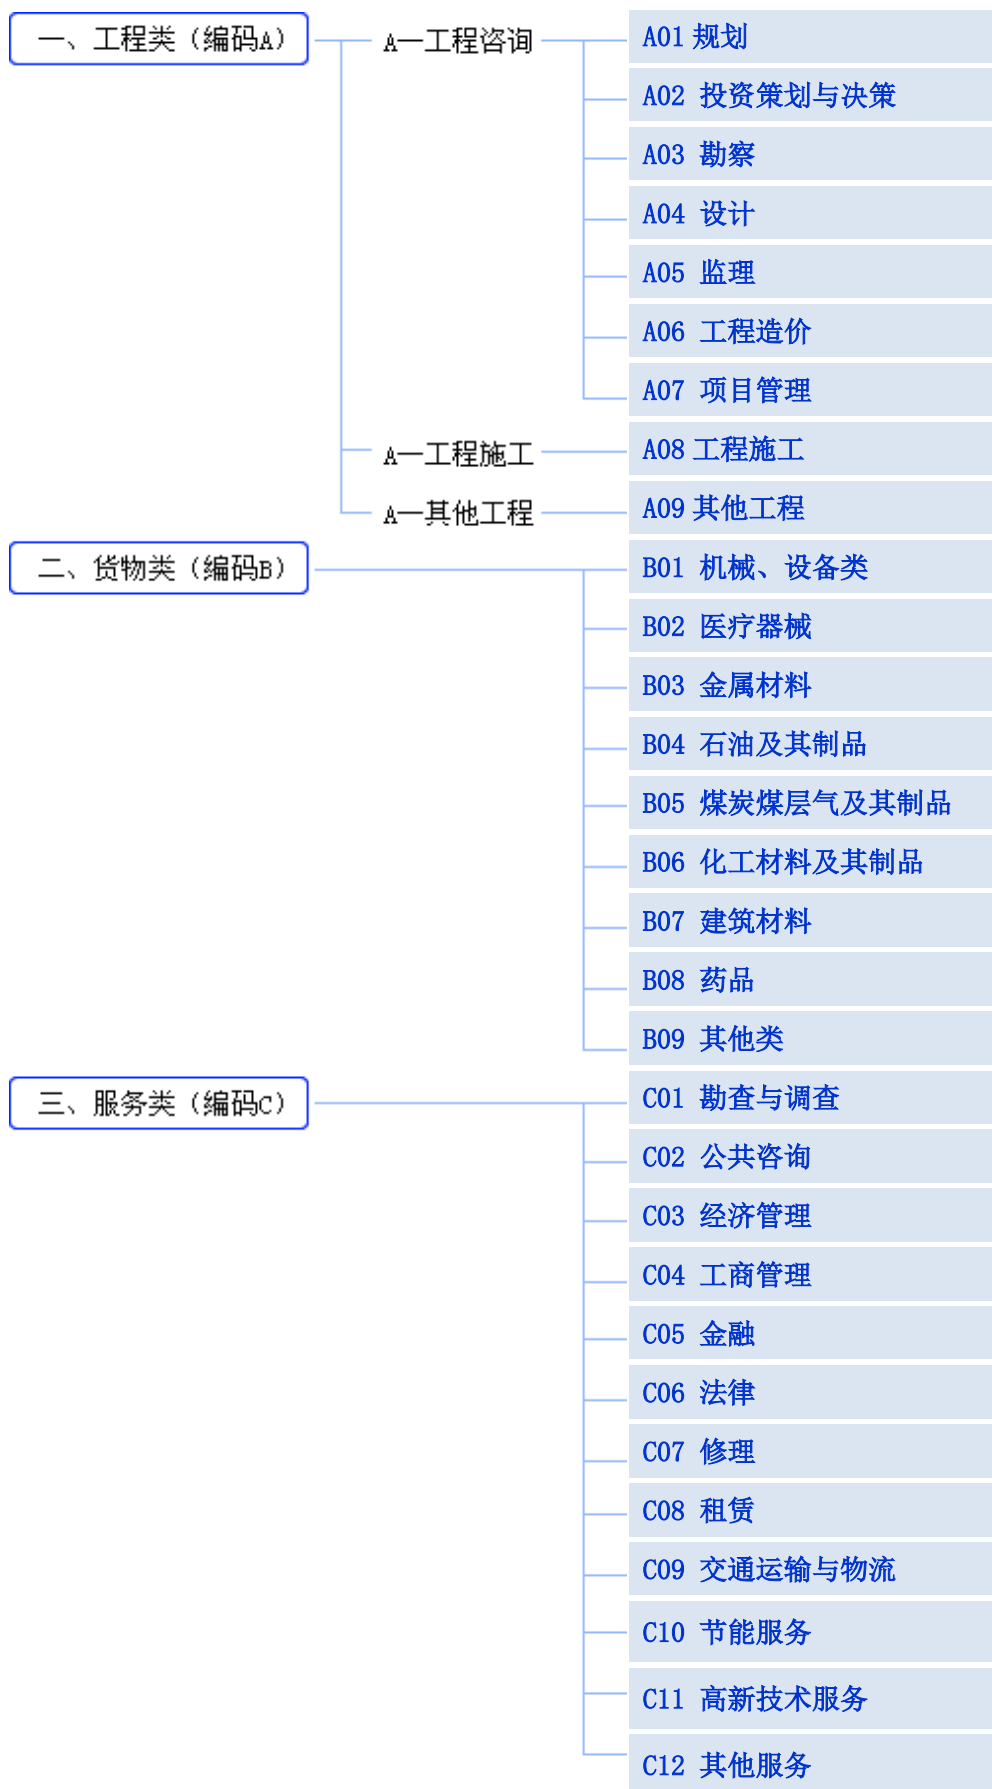 一、工程类（编码A）
A一工程咨询
A01 规划
A02 投资策划与决策
A03 勘察
A04 设计
A05 监理
A06 工程造价
A07 项目管理
A一工程施工
A08 工程施工
A一其他工程
A09 其他工程
二、货物类（编码B）
B01 机械、设备类
B02 医疗器械
B03 金属材料
B04 石油及其制品
B05 煤炭煤层气及其制品
B06 化工材料及其制品
B07 建筑材料
B08 药品
B09 其他类
三、服务类（编码C）
C01 勘查与调查
C02 公共咨询
C03 经济管理
C04 工商管理
C05 金融
C06 法律
C07 修理
C08 租赁
C09 交通运输与物流
C10 节能服务
C11 高新技术服务
C12 其他服务